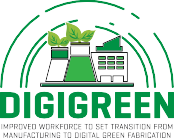 DIGIGREEN
IMPROVED WORKFORCE TO SET TRANSITION FROM
MANUFACTURING TO DIGITAL GREEN FABRICATION